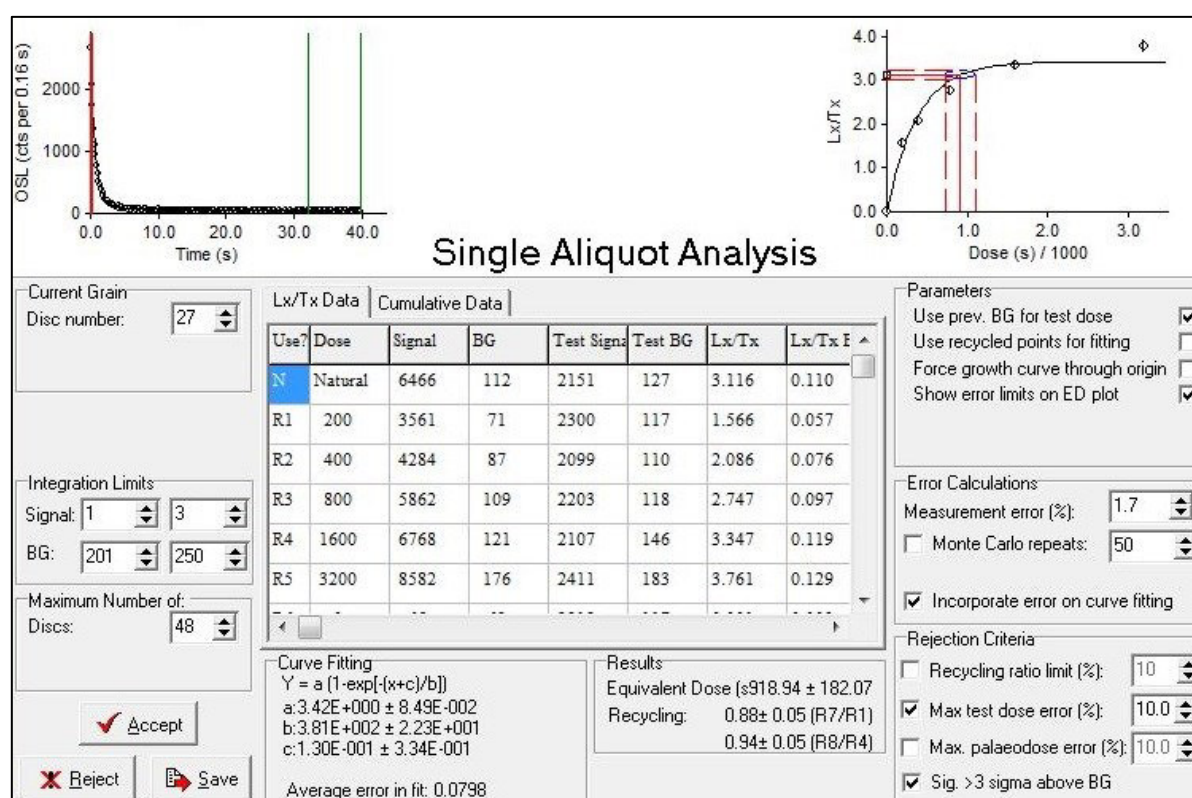 OSL (cts per 0.16 s)
2000
1000
0
0.0 10.0 20.0 30.0 40.0
Time (s)
Lx/Tx
4.0
3.0
2.0
1.0
0.0
0.0 1.0 2.0 3.0
Dose (s) / 1000
Single Aliquot Analysis
Current Grain
Disc number: 27
Integration Limits
Signal: 1 3
BG: 201 250
Maximum Number of:
Discs: 48
Accept
Reject Save
Lx/Tx Data Cumulative Data
Use? Dose Signal BG Test Signa Test BG Lx/Tx Lx/Tx E
N Natural 6466 112 2151 127 3.116 0.110
R1 200 3561 71 2300 117 1.566 0.057
R2 400 4284 87 2099 110 2.086 0.076
R3 800 5862 109 2203 118 2.747 0.097
R4 1600 6768 121 2107 146 3.347 0.119
R5 3200 8582 176 2411 183 3.761 0.129
Curve Fitting
Y = a (1-exp[-(x+c)/b])
a:3.42E+000 ± 8.49E-002
b:3.81E+002 ± 2.23E+001
c:1.30E-001 ± 3.34E-001
Average error in fit: 0.0798
Results
Equivalent Dose (s918.94 ± 182.07
Recycling: 0.88± 0.05 (R7/R1)
0.94± 0.05 (R8/R4)
Parameters
Use prev. BG for test dose
Use recycled points for fitting
Force growth curve through origin
Show error limits on ED plot
Error Calculations
Measurement error (%): 1.7
Monte Carlo repeats: 50
Incorporate error on curve fitting
Rejection Criteria
Recycling ratio limit (%): 10
Max test dose error (%): 10.0
Max. palaeodose error (%): 10.0
Sig. >3 sigma above BG